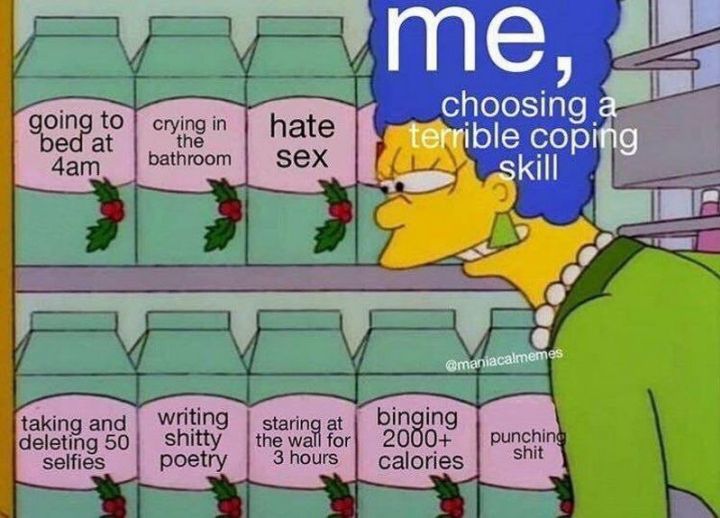 me,
choosing a
terrible coping
skill
going to
bed at
4am
crying in
the
bathroom
hate
sex
@maniacalmemes
taking and
deleting 50
selfies
writing
shitty
poetry
staring at
the wall for
3 hours
binging
2000+
calories
punching
shit